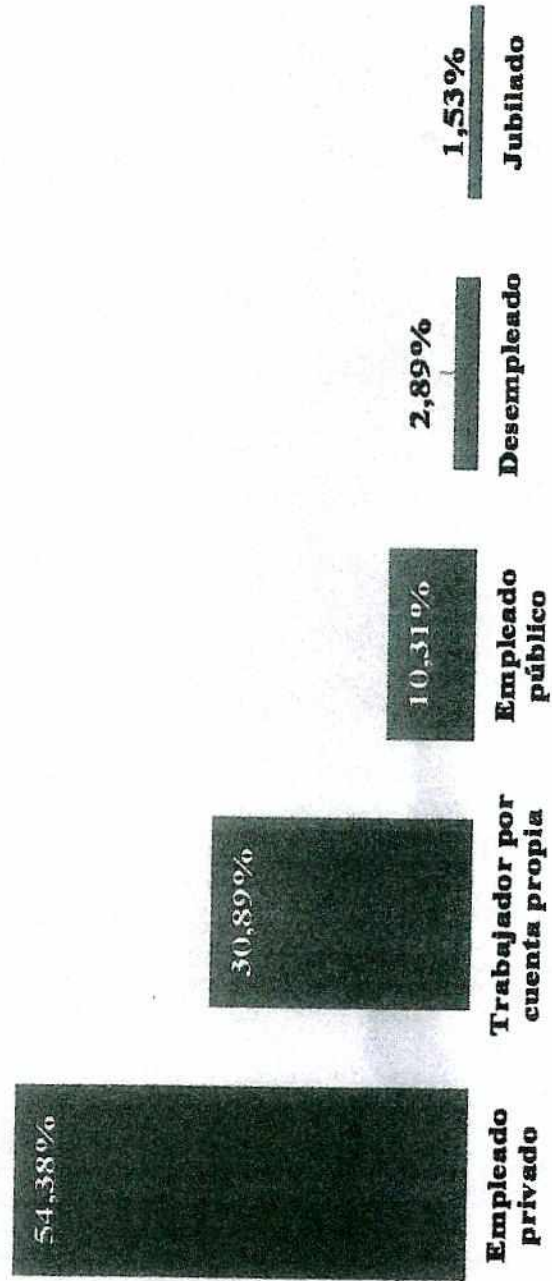 54,38%
30,89%
10,31%
2,89%
1,53%
Empleado
privado
Trabajador por
cuenta propia
Empleado
público
Desempleado
Jubilado